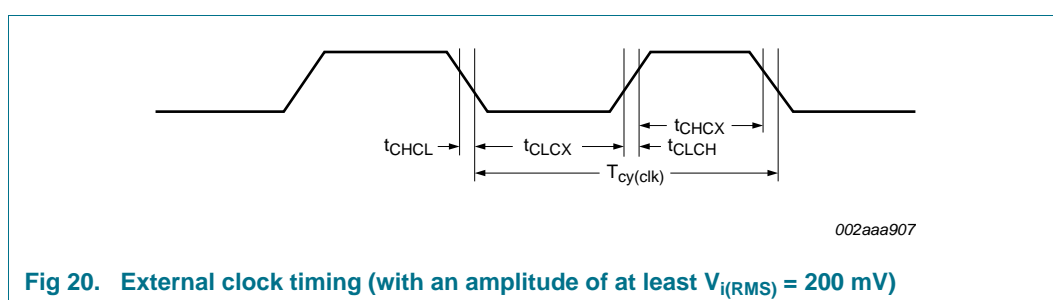 tCHCX
tCHCL
tCLCX
tCLCH
Tcy(clk)
002aaa907
Fig 20. External clock timing (with an amplitude of at least Vi(RMS) = 200 mV)